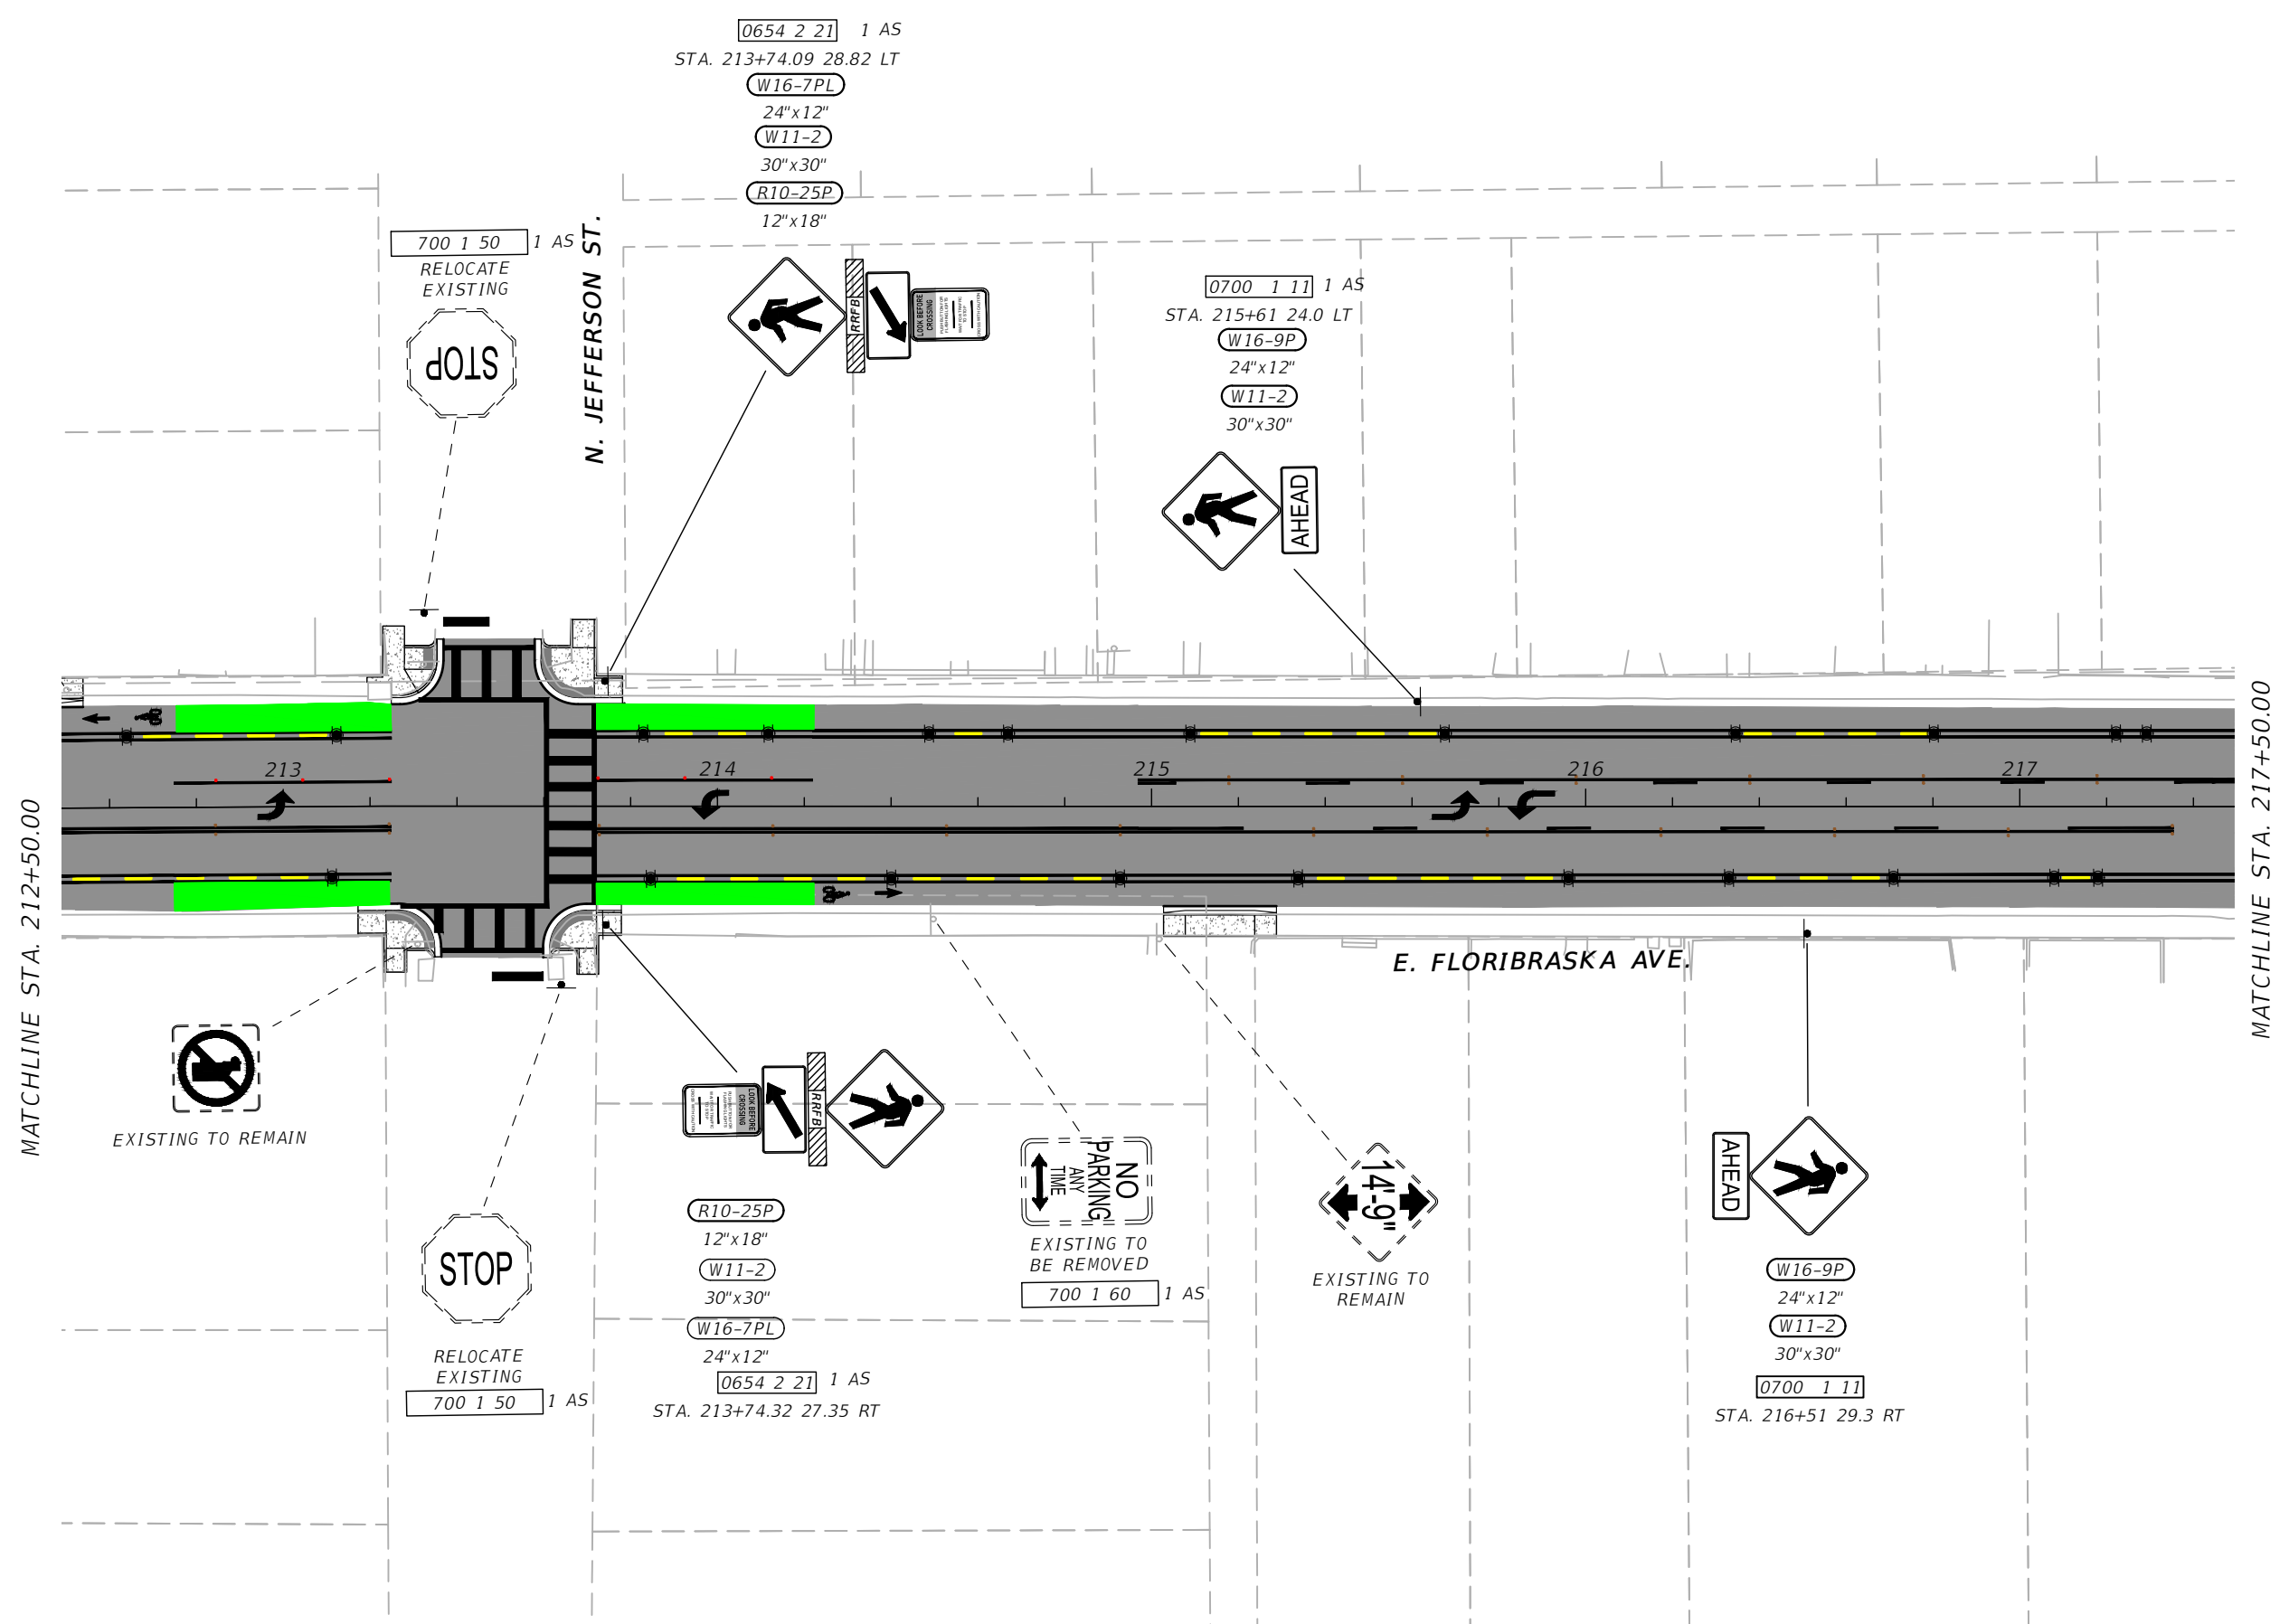 0654 2 21 1 AS
STA. 213+74.09 28.82 LT
W16-7PL
24"x12"
W11-2
30"x30"
R10-25P
12"x18"
700 1 50 1 AS
RELOCATE
EXISTING
STOP
N. JEFFERSON ST.
RRFB
LOOK BEFORE
CROSSING
0700 1 11 1 AS
STA. 215+61 24.0 LT
W16-9P
24"x12"
W11-2
30"x30"
AHEAD
213
214
215
216
217
MATCHLINE STA. 212+50.00
MATCHLINE STA. 217+50.00
E. FLORIBRASKA AVE.
EXISTING TO REMAIN
STOP
RELOCATE
EXISTING
700 1 50 1 AS
LOOK BEFORE
CROSSING
RRFB
R10-25P
12"x18"
W11-2
30"x30"
W16-7PL
24"x12"
0654 2 21 1 AS
STA. 213+74.32 27.35 RT
NO
PARKING
ANY
TIME
EXISTING TO
BE REMOVED
700 1 60 1 AS
14'-9"
EXISTING TO
REMAIN
AHEAD
W16-9P
24"x12"
W11-2
30"x30"
0700 1 11
STA. 216+51 29.3 RT